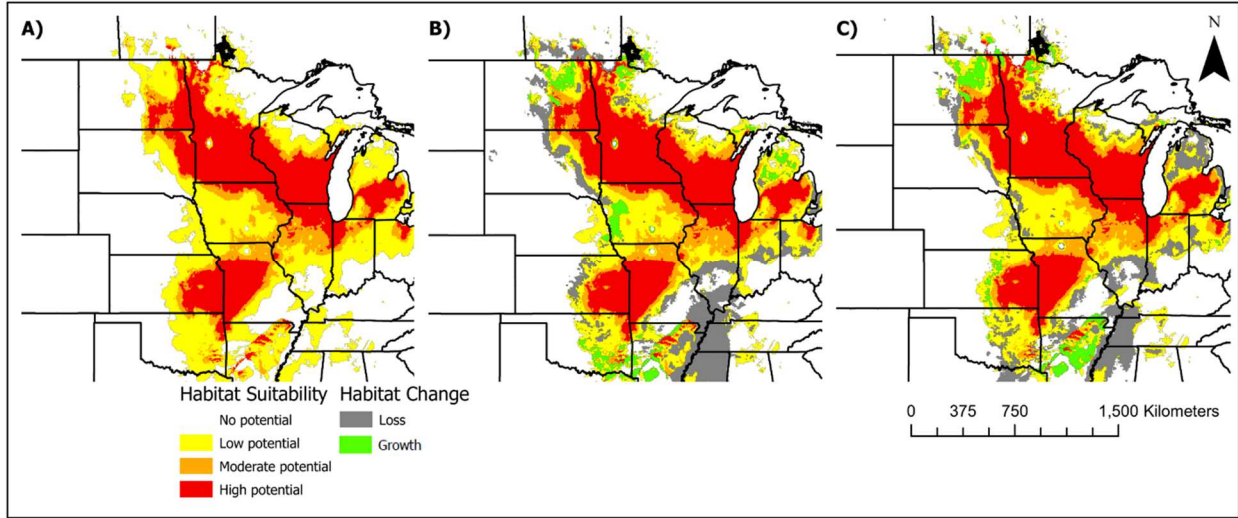 A)
B)
C)
N
Habitat Suitability
No potential
Low potential
Moderate potential
High potential
Habitat Change
Loss
Growth
0 375 750 1,500 Kilometers